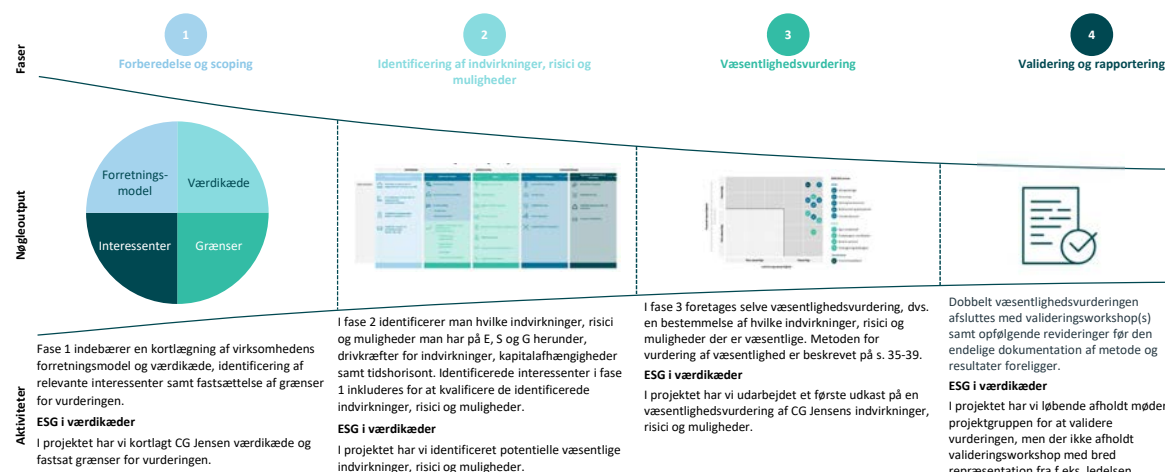 Faser
1
Forberedelse og scoping
2
Identificering af indvirkninger, risici og
muligheder
3
Væsentlighedsvurdering
4
Validering og rapportering
Nøgleoutput
Forretnings-
model
Værdikæde
Interessenter
Grænser
Aktiviteter
Fase 1 indebærer en kortlægning af virksomhedens
forretningsmodel og værdikæde, identificering af
relevante interessenter samt fastsættelse af grænser
for vurderingen.
ESG i værdikæder
I projektet har vi kortlagt CG Jensen værdikæde og
fastsat grænser for vurderingen.
I fase 2 identificerer man hvilke indvirkninger, risici
og muligheder man har på E, S og G herunder,
drivkræfter for indvirkninger, kapitalafhængigheder
samt tidshorisont. Identificerede interessenter i fase
1 inkluderes for at kvalificere de identificerede
indvirkninger, risici og muligheder.
ESG i værdikæder
I projektet har vi identificeret potentielle væsentlige
indvirkninger, risici og muligheder.
I fase 3 foretages selve væsentlighedsvurdering, dvs.
en bestemmelse af hvilke indvirkninger, risici og
muligheder der er væsentlige. Metoden for
vurdering af væsentlighed er beskrevet på s. 35-39.
ESG i værdikæder
I projektet har vi udarbejdet et første udkast på en
væsentlighedsvurdering af CG Jensens indvirkninger,
risici og muligheder.
Dobbelt væsentlighedsvurderingen
afsluttes med valideringsworkshop(s)
samt opfølgende revideringer før den
endelige dokumentation af metode og
resultater foreligger.
ESG i værdikæder
I projektet har vi løbende afholdt møder
projektgruppen for at validere
vurderingen, men der ikke afholdt
valideringsworkshop med bred
repræsentation fra f.eks. ledelsen